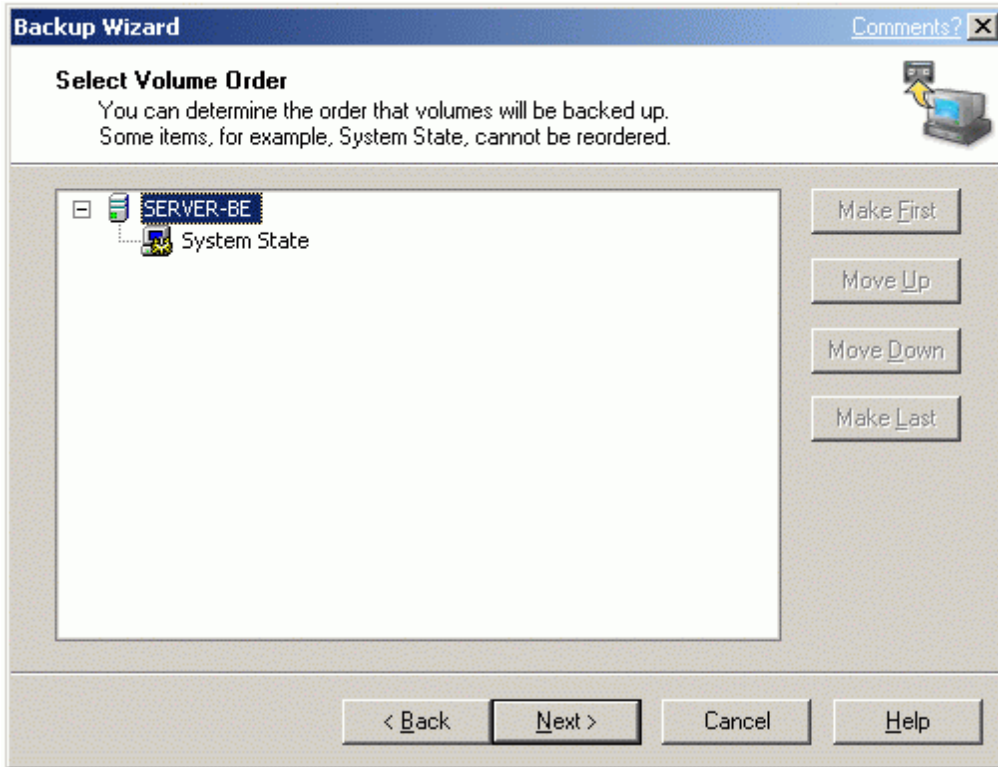 Backup Wizard
Comments?
Select Volume Order
You can determine the order that volumes will be backed up.
Some items, for example, System State, cannot be reordered.
SERVER-BE
System State
Make First
Move Up
Move Down
Make Last
< Back
Next >
Cancel
Help